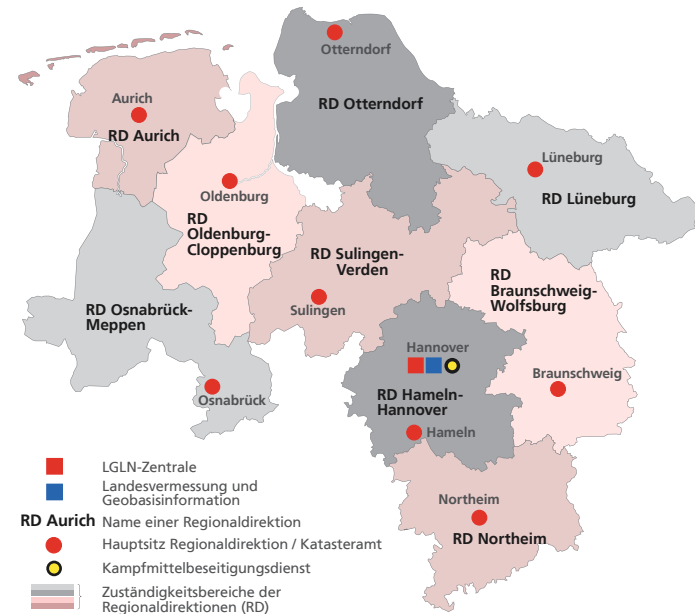 Otterndorf
RD Otterndorf
Aurich
RD Aurich
Lüneburg
RD Lüneburg
Oldenburg
RD
Oldenburg-
Cloppenburg
RD Sulingen-
Verden
Sulingen
RD
Braunschweig-
Wolfsburg
RD Osnabrück-
Meppen
Osnabrück
Hannover
RD Hameln-
Hannover
Hameln
Braunschweig
Northeim
RD Northeim
LGLN-Zentrale
Landesvermessung und
Geobasisinformation
RD Aurich Name einer Regionaldirektion
Hauptsitz Regionaldirektion / Katasteramt
Kampfmittelbeseitigungsdienst
Zuständigkeitsbereiche der
Regionaldirektionen (RD)